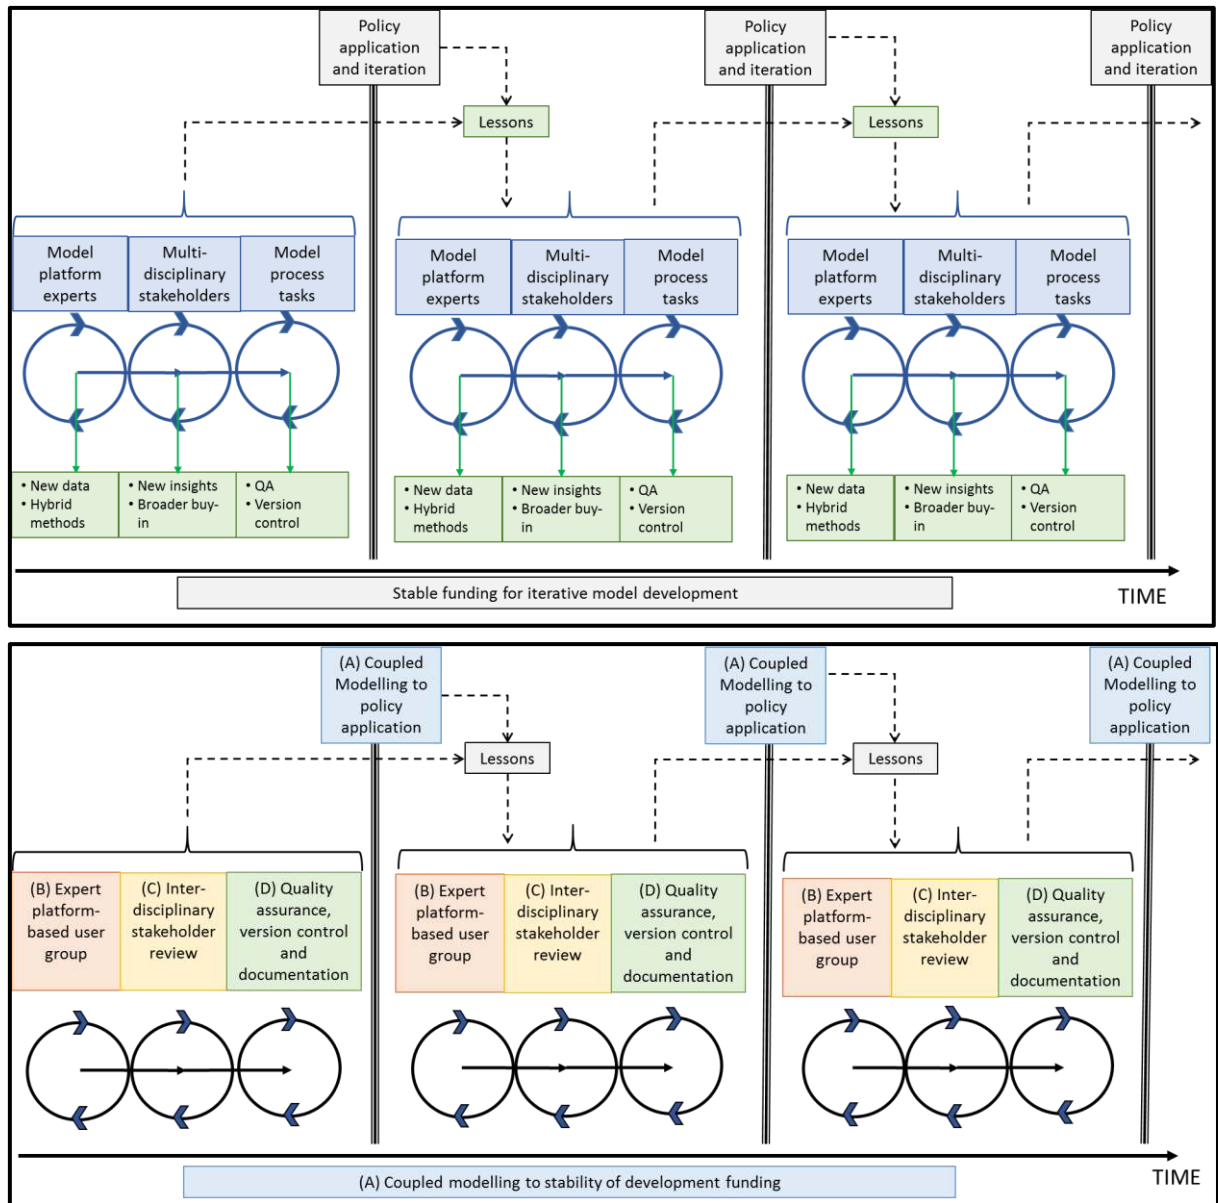 Policy
application
and iteration
Policy
application
and iteration
Policy
application
and iteration
Lessons
Lessons
Model
platform
experts
Multi-
disciplinary
stakeholders
Model
process
tasks
Model
platform
experts
Multi-
disciplinary
stakeholders
Model
process
tasks
Model
platform
experts
Multi-
disciplinary
stakeholders
Model
process
tasks
• New data
• Hybrid
methods
• New insights
• Broader buy-
in
• QA
• Version
control
• New data
• Hybrid
methods
• New insights
• Broader buy-
in
• QA
• Version
control
• New data
• Hybrid
methods
• New insights
• Broader buy-
in
• QA
• Version
control
Stable funding for iterative model development
TIME
(A) Coupled
Modelling to
policy
application
(A) Coupled
Modelling to
policy
application
(A) Coupled
Modelling to
policy
application
Lessons
Lessons
(B) Expert
platform-
based user
group
(C) Inter-
disciplinary
stakeholder
review
(D) Quality
assurance,
version control
and
documentation
(B) Expert
platform-
based user
group
(C) Inter-
disciplinary
stakeholder
review
(D) Quality
assurance,
version control
and
documentation
(B) Expert
platform-
based user
group
(C) Inter-
disciplinary
stakeholder
review
(D) Quality
assurance,
version control
and
documentation
TIME
(A) Coupled modelling to stability of development funding